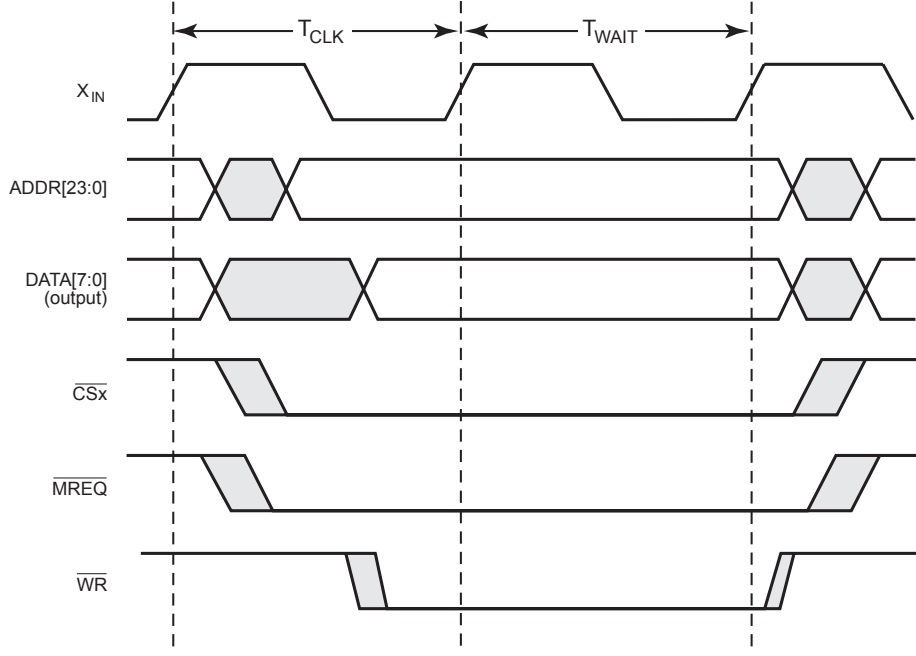 TCLK TWAIT
XIN
ADDR[23:0]
DATA[7:0]
(output)
CSx
MREQ
WR